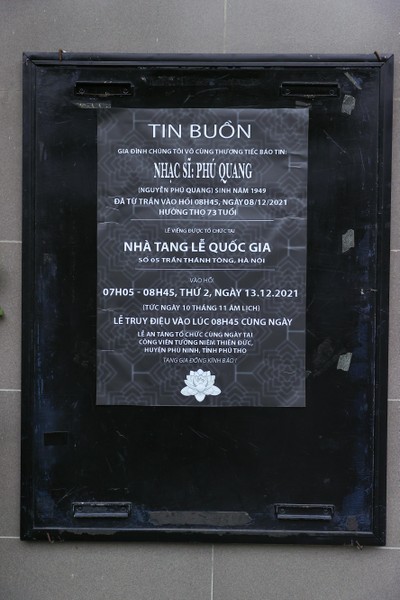 TIN BUỒN
GIA ĐÌNH CHÚNG TÔI VÔ CÙNG THƯƠNG TIẾC BÁO TIN:
NHẠC SĨ: PHÚ QUANG
(NGUYỄN PHÚ QUANG) SINH NĂM 1949
ĐÃ TỪ TRẦN VÀO HỒI 08H45, NGÀY 08/12/2021
HƯỞNG THỌ 73 TUỔI
LỄ VIẾNG ĐƯỢC TỔ CHỨC TẠI
NHÀ TANG LỄ QUỐC GIA
SỐ 05 TRẦN THÁNH TÔNG, HÀ NỘI
VÀO HỒI
07H05 - 08H45, THỨ 2, NGÀY 13.12.2021
(TỨC NGÀY 10 THÁNG 11 ÂM LỊCH)
LỄ TRUY ĐIỆU VÀO LÚC 08H45 CÙNG NGÀY
LỄ AN TÁNG TỔ CHỨC CÙNG NGÀY TẠI
CÔNG VIÊN TƯỞNG NIỆM THIÊN ĐỨC,
HUYỆN PHÙ NINH, TỈNH PHÚ THỌ
TANG GIA ĐỒNG KÍNH BÁO!